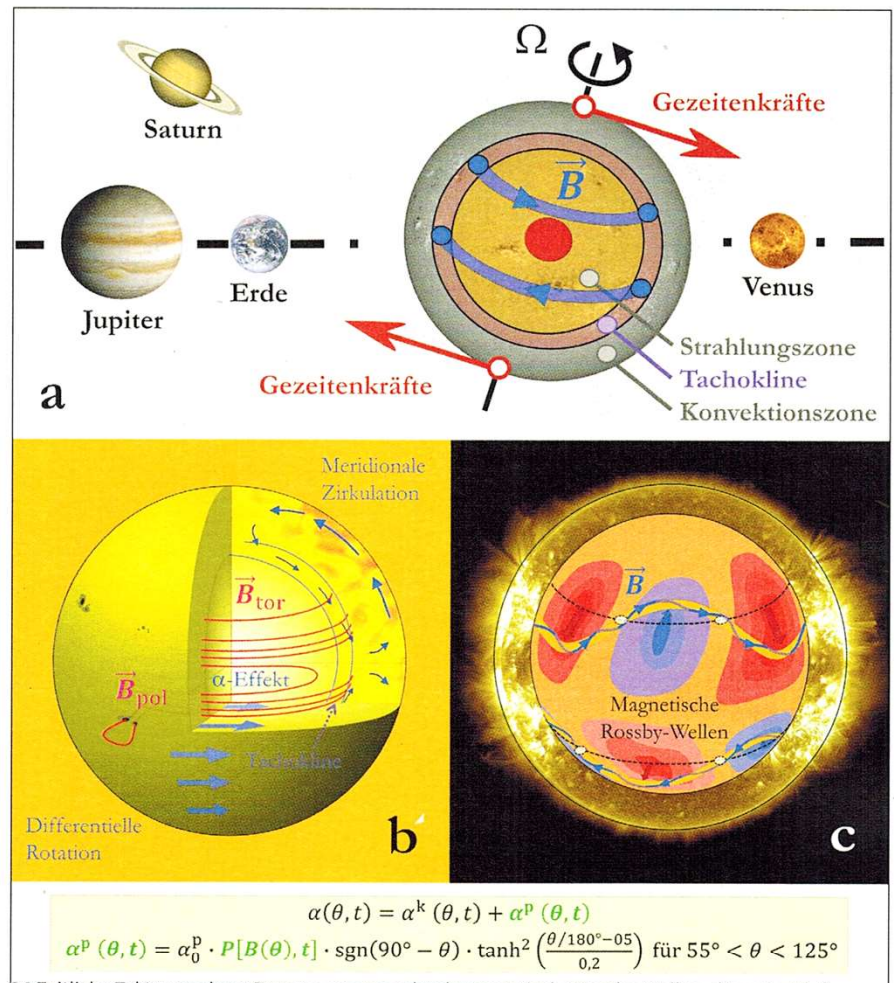 Ω
Gezeitenkräfte
Saturn
B
Jupiter
Erde
Venus
Strahlungszone
Tachokline
Konvektionszone
Gezeitenkräfte
a
Meridionale
Zirkulation
B tor
α-Effekt
B pol
Tachokline
Differentielle
Rotation
b
B
Magnetische
Rossby-Wellen
c
α(θ,t) = α^k (θ,t) + α^p (θ,t)
α^p (θ,t) = α_0^p · P[B(θ),t] · sgn(90° − θ) · tanh² ((θ/180°−05)/0,2) für 55° < θ < 125°